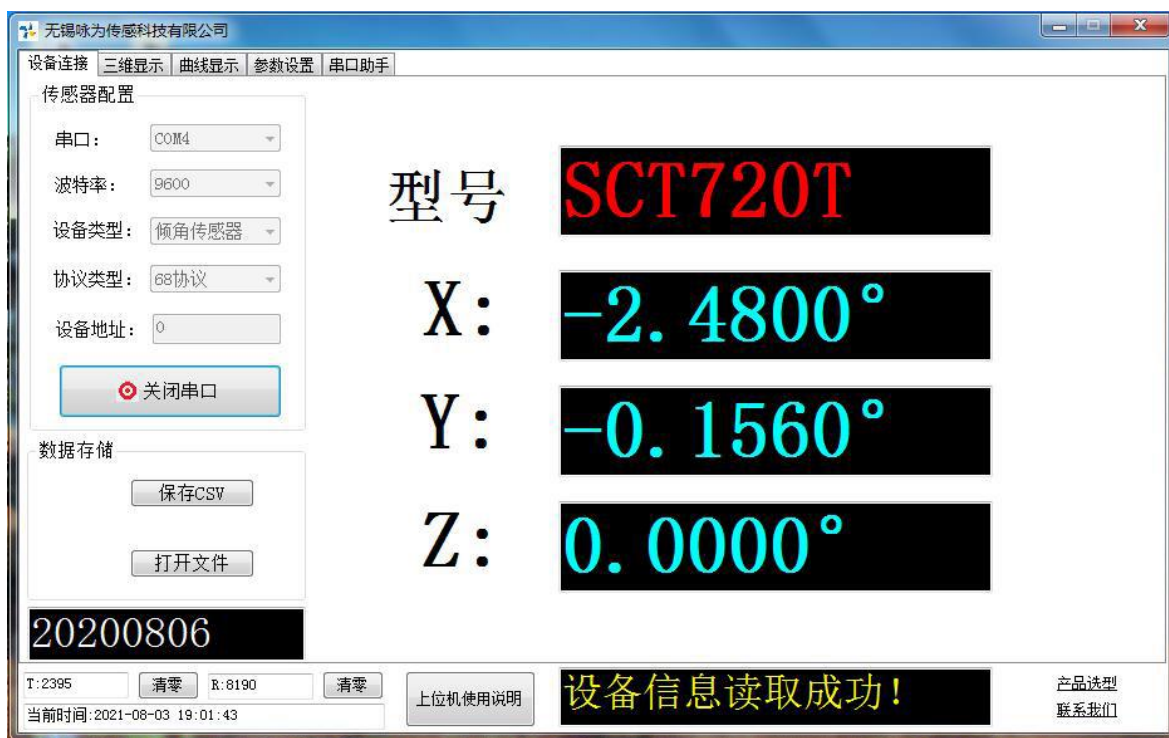 无锡咏为传感科技有限公司
设备连接 三维显示 曲线显示 参数设置 串口助手
传感器配置
串口: COM4
波特率: 9600
设备类型: 倾角传感器
协议类型: 68协议
设备地址: 0
关闭串口
数据存储
保存CSV
打开文件
20200806
型号 SCT720T
X: -2.4800°
Y: -0.1560°
Z: 0.0000°
T:2395 清零 R:8190 清零
当前时间:2021-08-03 19:01:43
上位机使用说明
设备信息读取成功!
产品选型
联系我们